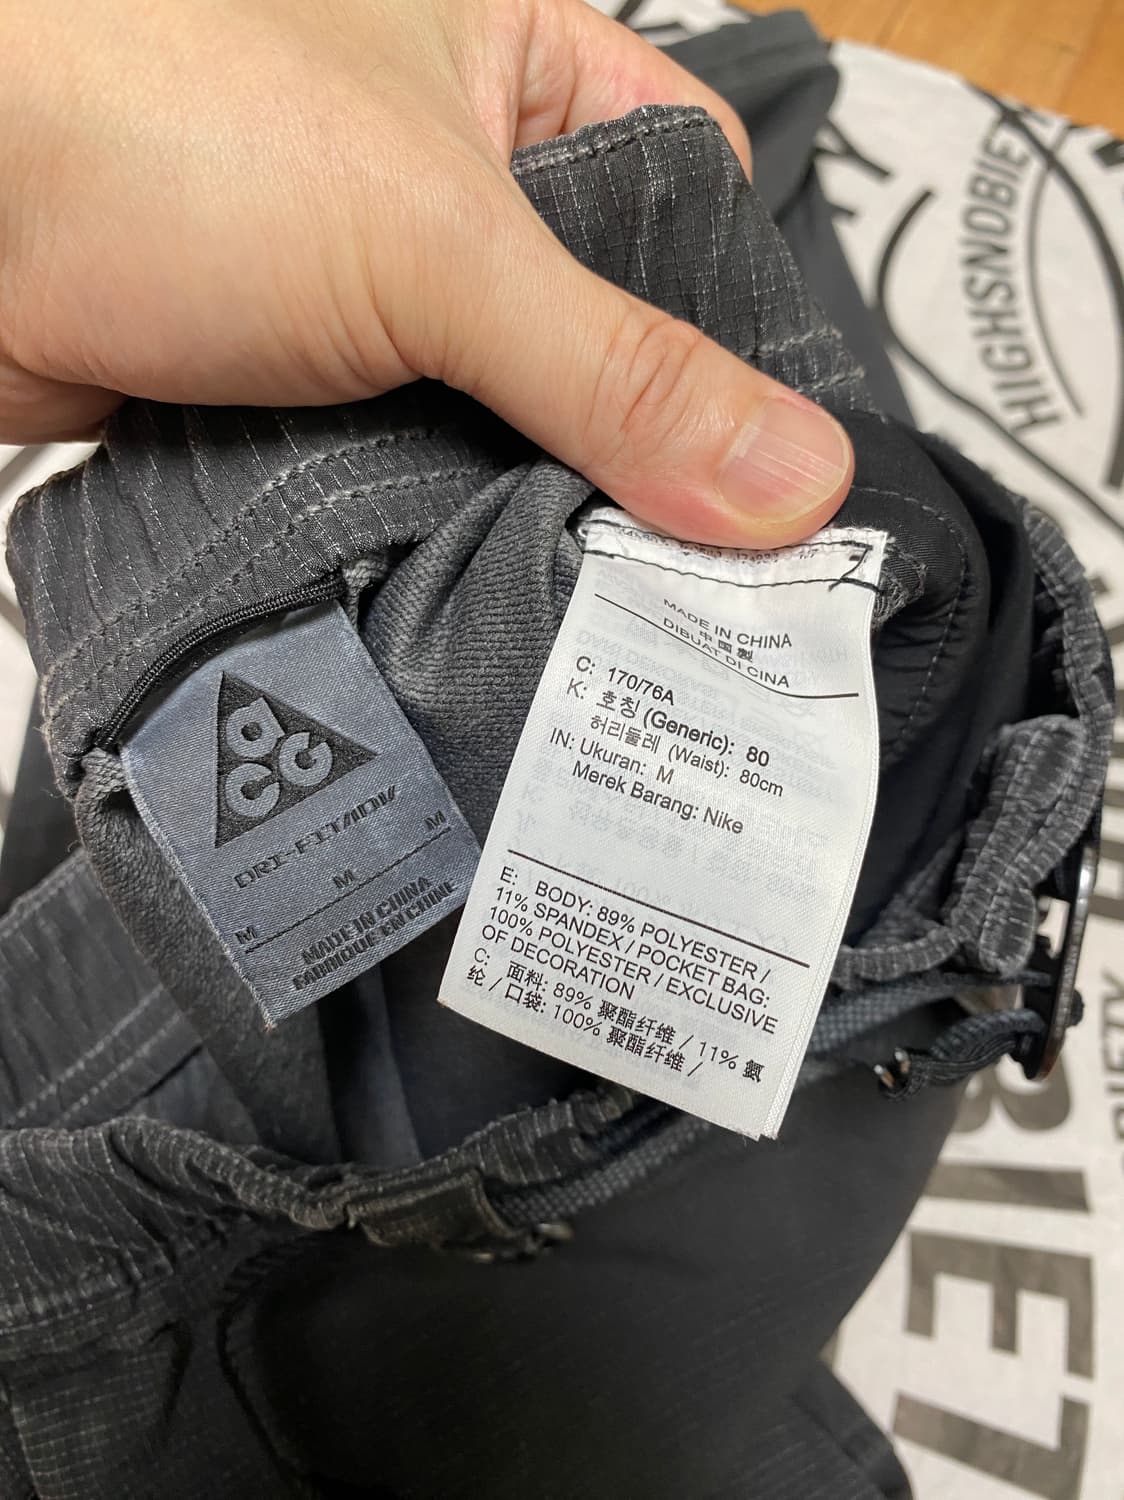 HIGHSNOBIET
aCG
DRI-FIT/ADV
M
M
M
MADE IN CHINA
FABRIQUE EN CHINE
MADE IN CHINA
中国製
DIBUAT DI CINA
C: 170/76A
K: 호칭 (Generic): 80
허리둘레 (Waist): 80cm
IN: Ukuran: M
Merek Barang: Nike
E: BODY: 89% POLYESTER /
11% SPANDEX / POCKET BAG:
100% POLYESTER / EXCLUSIVE
OF DECORATION
C: 面料: 89% 聚酯纤维 / 11% 氨
纶 / 口袋: 100% 聚酯纤维 /